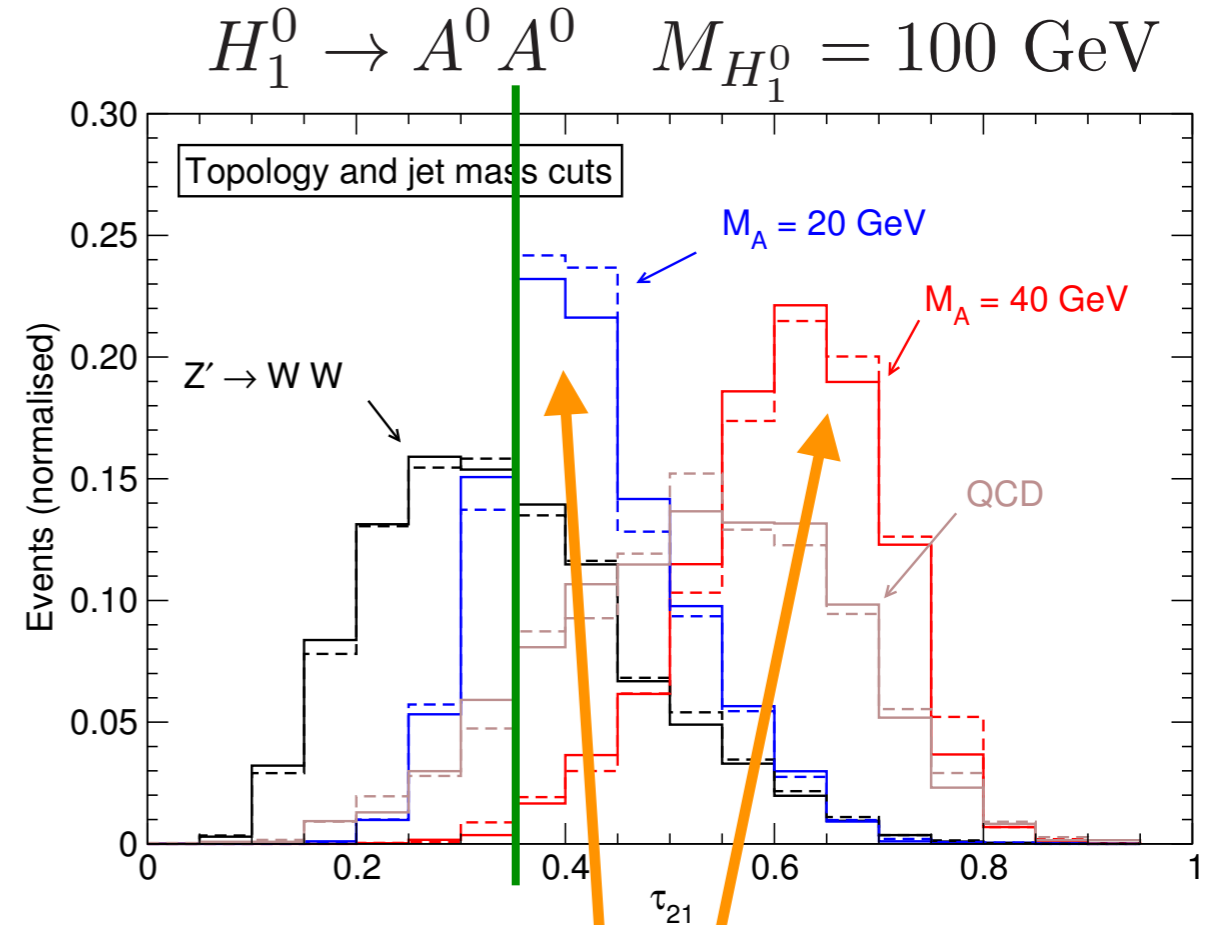 H₁⁰ → A⁰A⁰ M_{H₁⁰} = 100 GeV
Topology and jet mass cuts
M_A = 20 GeV
M_A = 40 GeV
Z′ → W W
QCD
Events (normalised)
0.30
0.25
0.20
0.15
0.10
0.05
0
0 0.2 0.4 0.6 0.8 1
τ₂₁